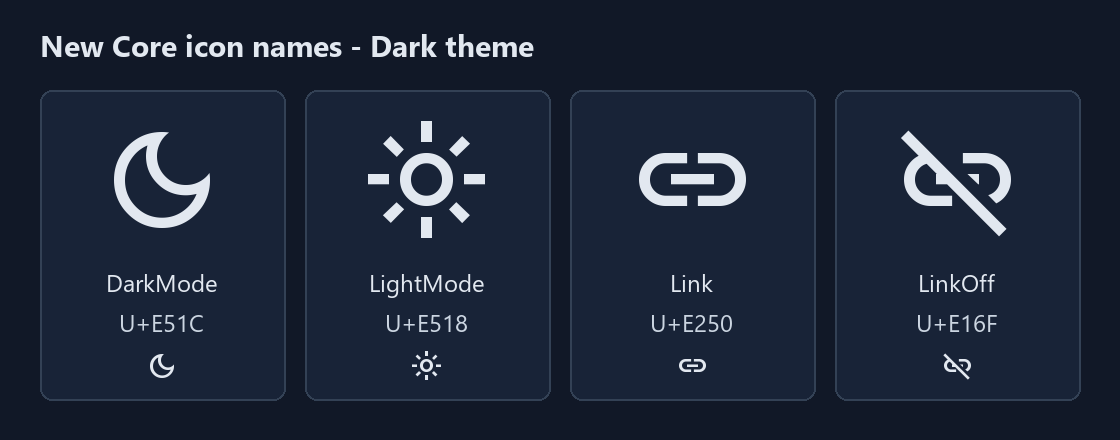 New Core icon names - Dark theme
DarkMode
U+E51C
LightMode
U+E518
Link
U+E250
LinkOff
U+E16F